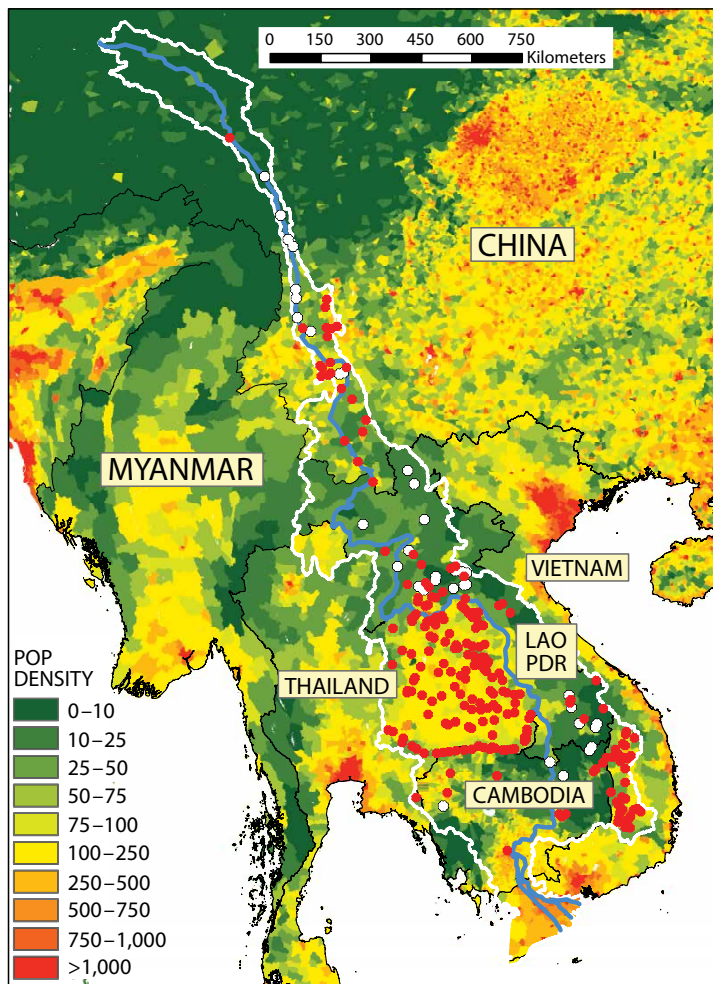 0 150 300 450 600 750
Kilometers
CHINA
MYANMAR
VIETNAM
LAO
PDR
THAILAND
CAMBODIA
POP
DENSITY
0–10
10–25
25–50
50–75
75–100
100–250
250–500
500–750
750–1,000
>1,000